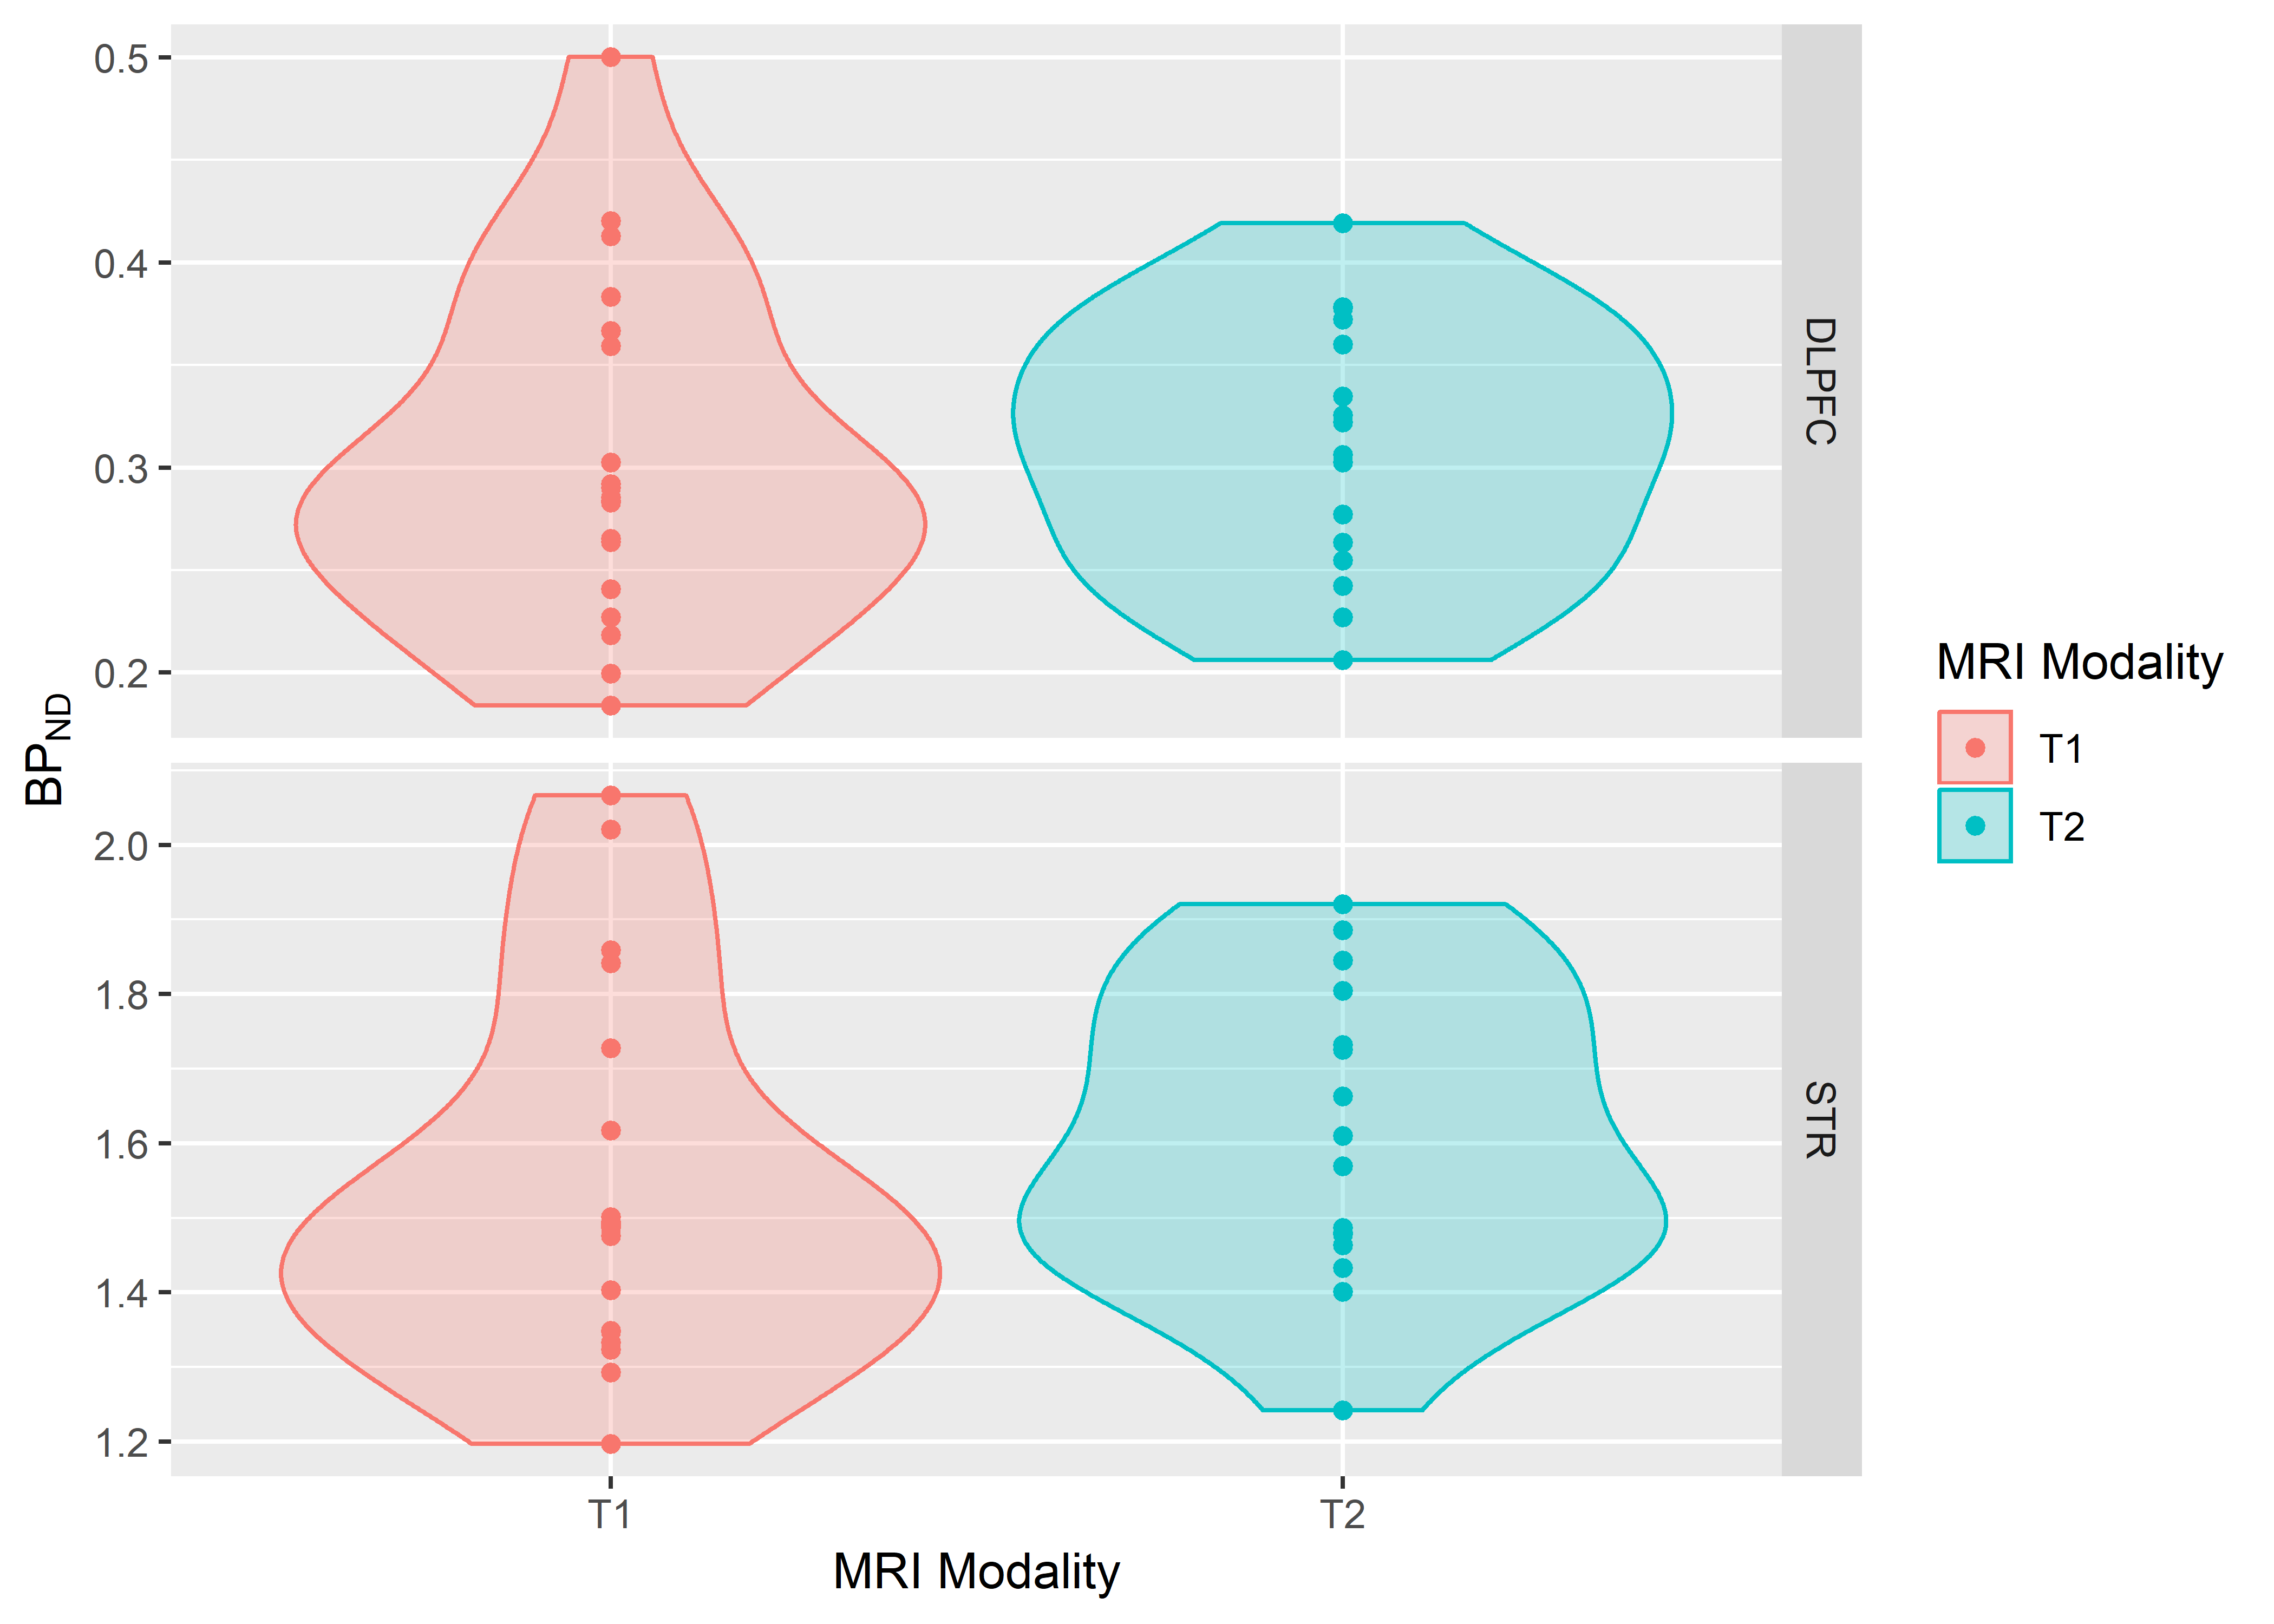 BP_ND
0.5
0.4
0.3
0.2
DLPFC
2.0
1.8
1.6
1.4
1.2
STR
T1
T2
MRI Modality
MRI Modality
T1
T2